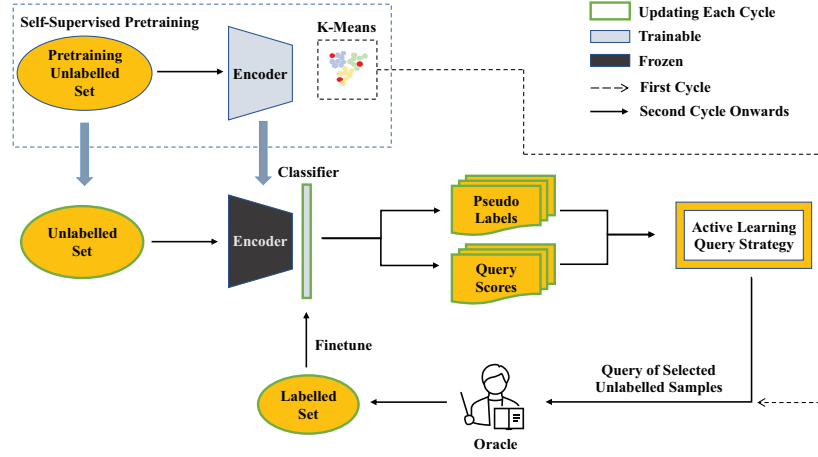 Self-Supervised Pretraining
Pretraining
Unlabelled
Set
Encoder
K-Means
Updating Each Cycle
Trainable
Frozen
First Cycle
Second Cycle Onwards
Classifier
Unlabelled
Set
Encoder
Pseudo
Labels
Query
Scores
Active Learning
Query Strategy
Finetune
Labelled
Set
Oracle
Query of Selected
Unlabelled Samples